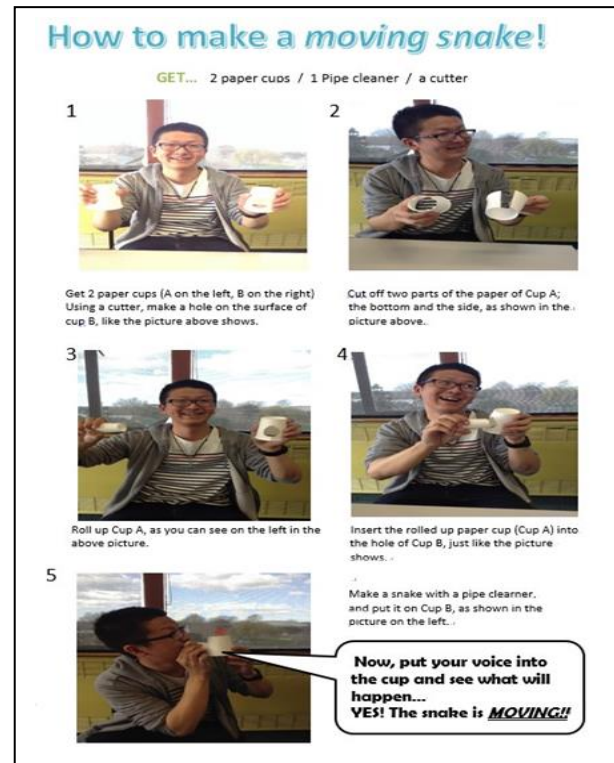 How to make a moving snake!
GET... 2 paper cups / 1 Pipe cleaner / a cutter
1
Get 2 paper cups (A on the left, B on the right)
Using a cutter, make a hole on the surface of
cup B, like the picture above shows.
2
Cut off two parts of the paper of Cup A;
the bottom and the side, as shown in the
picture above.
3
Roll up Cup A, as you can see on the left in the
above picture.
4
Insert the rolled up paper cup (Cup A) into
the hole of Cup B, just like the picture
shows.
5
Make a snake with a pipe clearner,
and put it on Cup B, as shown in the
picture on the left.
Now, put your voice into
the cup and see what will
happen...
YES! The snake is MOVING!!